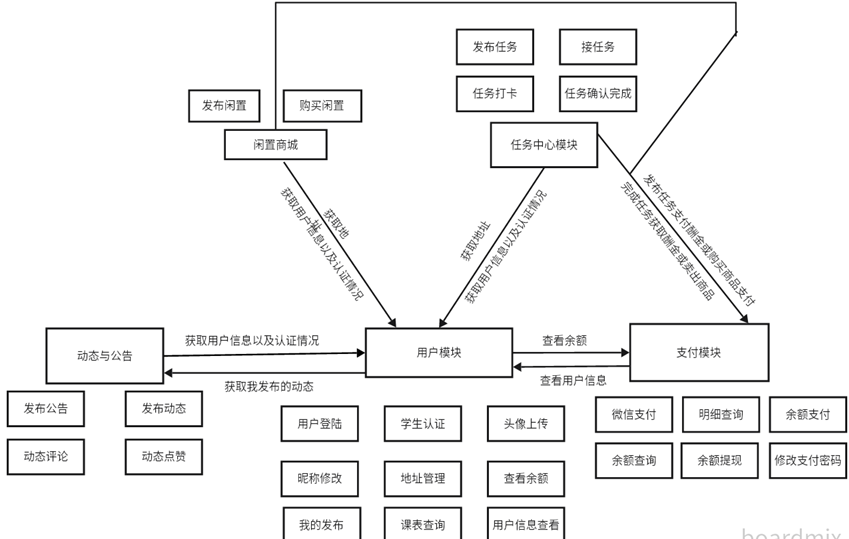 发布任务
接任务
任务打卡
任务确认完成
发布闲置
购买闲置
闲置商城
任务中心模块
获取地
址
获取用户信息以及认证情况
获取地址
获取用户信息以及认证情况
发布任务支付酬金或购买商品支付
完成任务获取酬金或卖出商品
动态与公告
获取用户信息以及认证情况
获取我发布的动态
用户模块
查看余额
查看用户信息
支付模块
发布公告
发布动态
动态评论
动态点赞
用户登陆
学生认证
头像上传
昵称修改
地址管理
查看余额
我的发布
课表查询
用户信息查看
微信支付
明细查询
余额支付
余额查询
余额提现
修改支付密码
boardmix